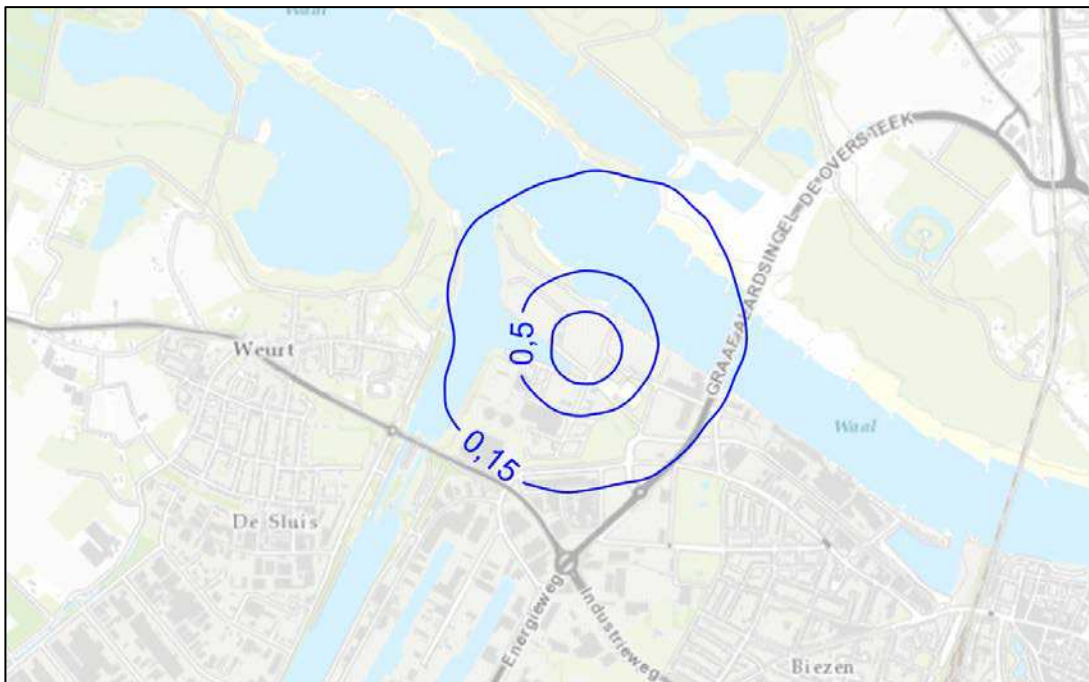 Waal
GRAAF ALARDSINGEL - DE OVERSTEEK
Weurt
0,5
Waal
0,15
De Sluis
Energieweg
Industrieweg
Biezen